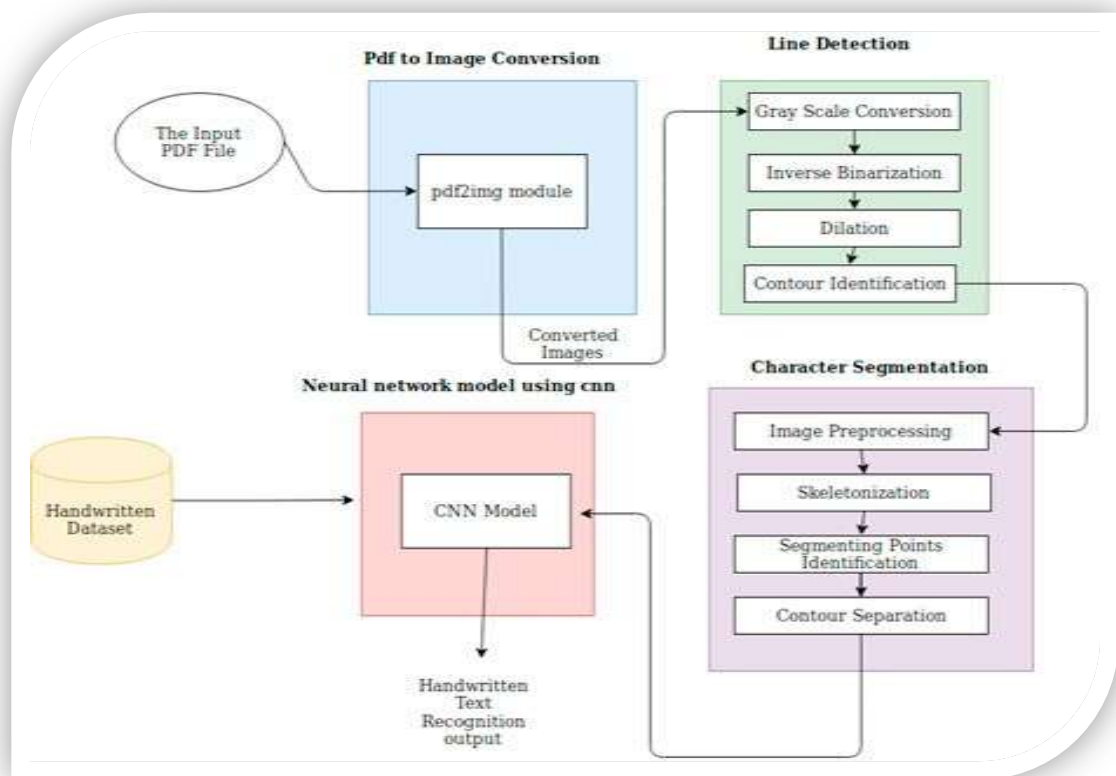 Pdf to Image Conversion
The Input
PDF File
pdf2img module
Converted
Images
Line Detection
Gray Scale Conversion
Inverse Binarization
Dilation
Contour Identification
Character Segmentation
Image Preprocessing
Skeletonization
Segmenting Points
Identification
Contour Separation
Neural network model using cnn
Handwritten
Dataset
CNN Model
Handwritten
Text
Recognition
output